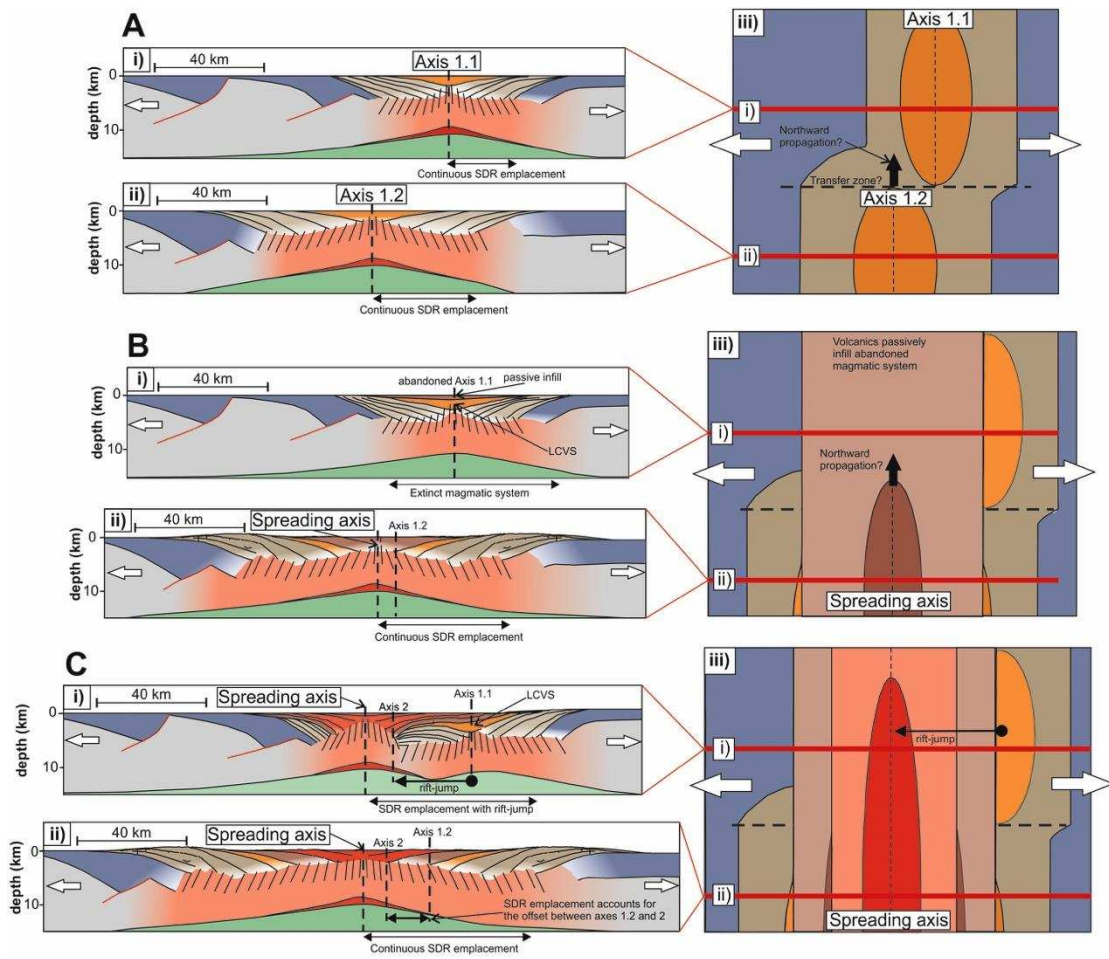 A
i)
40 km
Axis 1.1
depth (km)
0
10
Continuous SDR emplacement
ii)
40 km
Axis 1.2
depth (km)
0
10
Continuous SDR emplacement
iii)
Axis 1.1
i)
Northward
propagation?
Transfer zone?
Axis 1.2
ii)
B
i)
40 km
abandoned Axis 1.1
passive infill
depth (km)
0
10
LCVS
Extinct magmatic system
ii)
40 km
Spreading axis
Axis 1.2
depth (km)
0
10
Continuous SDR emplacement
iii)
Volcanics passively
infill abandoned
magmatic system
i)
Northward
propagation?
ii)
Spreading axis
C
i)
40 km
Spreading axis
Axis 2
Axis 1.1
LCVS
depth (km)
0
10
rift-jump
SDR emplacement with rift-jump
ii)
40 km
Spreading axis
Axis 2
Axis 1.2
depth (km)
0
10
SDR emplacement accounts for
the offset between axes 1.2 and 2
Continuous SDR emplacement
iii)
rift-jump
i)
ii)
Spreading axis